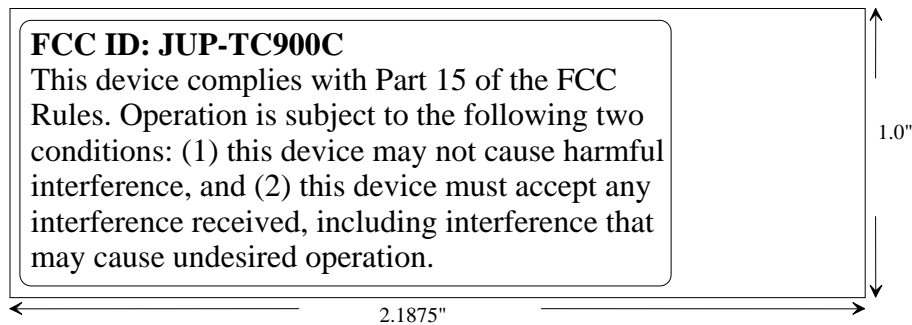 FCC ID: JUP-TC900C
This device complies with Part 15 of the FCC
Rules. Operation is subject to the following two
conditions: (1) this device may not cause harmful
interference, and (2) this device must accept any
interference received, including interference that
may cause undesired operation.
1.0"
2.1875"